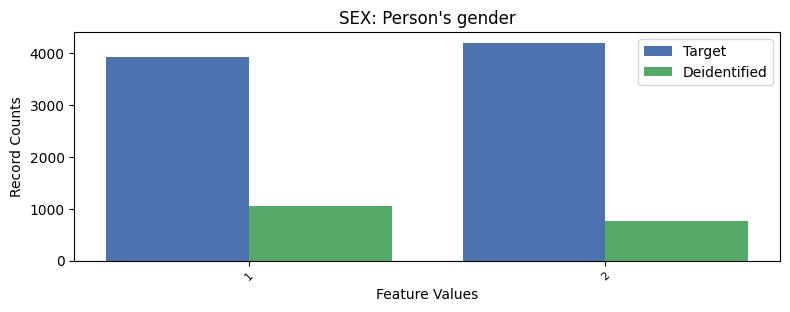 SEX: Person's gender
Target
Deidentified
Record Counts
4000
3000
2000
1000
0
1
2
Feature Values